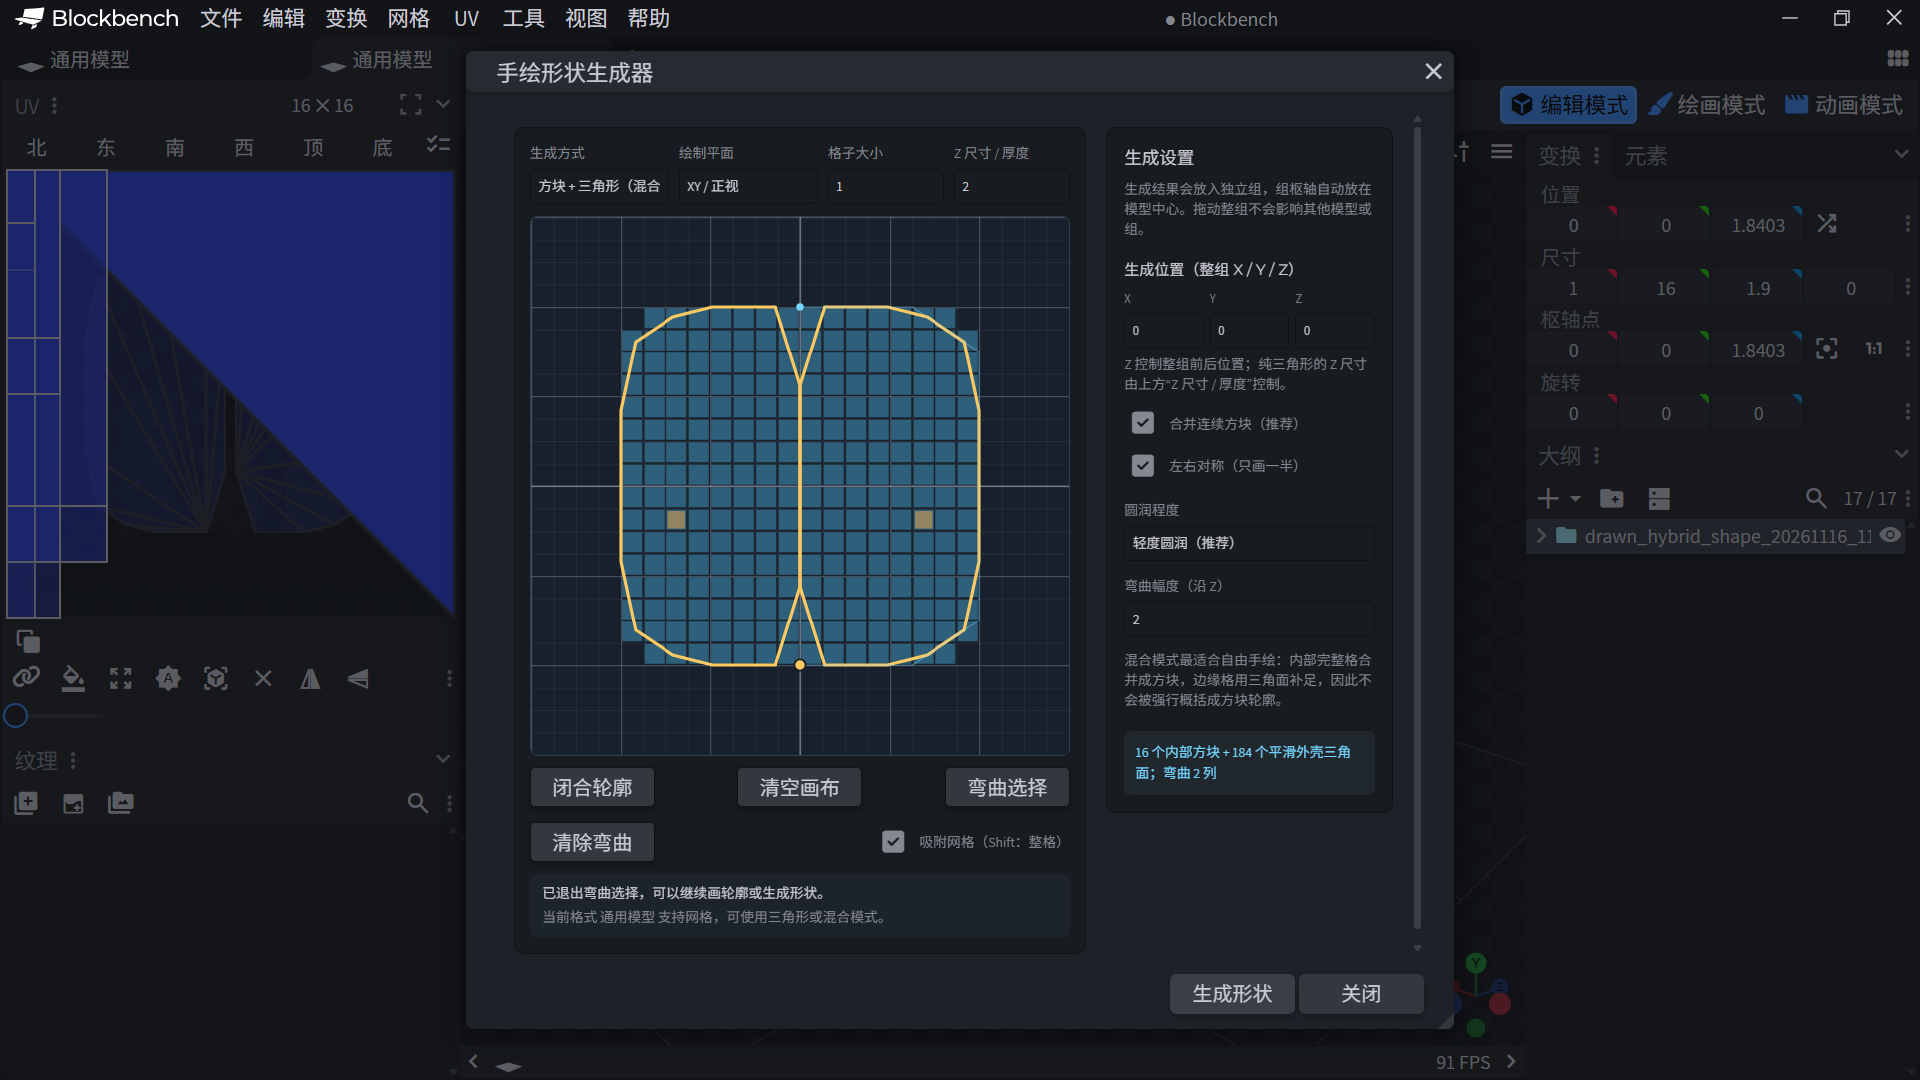 Blockbench 文件 编辑 变换 网格 UV 工具 视图 帮助
● Blockbench
通用模型
通用模型
UV
16×16
北 东 南 西 顶 底
纹理
手绘形状生成器
生成方式
绘制平面
格子大小
Z 尺寸 / 厚度
方块 + 三角形（混合
XY / 正视
1
2
闭合轮廓
清空画布
弯曲选择
清除弯曲
吸附网格（Shift：整格）
已退出弯曲选择，可以继续画轮廓或生成形状。
当前格式 通用模型 支持网格，可使用三角形或混合模式。
生成设置
生成结果会放入独立组，组枢轴自动放在
模型中心。拖动整组不会影响其他模型或
组。
生成位置（整组 X / Y / Z）
X Y Z
0 0 0
Z 控制整组前后位置；纯三角形的 Z 尺寸
由上方“Z 尺寸 / 厚度”控制。
合并连续方块（推荐）
左右对称（只画一半）
圆润程度
轻度圆润（推荐）
弯曲幅度（沿 Z）
2
混合模式最适合自由手绘：内部完整格合
并成方块，边缘格用三角面补足，因此不
会被强行概括成方块轮廓。
16 个内部方块 + 184 个平滑外壳三角
面；弯曲 2 列
生成形状
关闭
编辑模式 绘画模式 动画模式
变换 元素
位置
0 0 1.8403
尺寸
1 16 1.9 0
枢轴点
0 0 1.8403 1:1
旋转
0 0 0
大纲
17 / 17
drawn_hybrid_shape_20261116_11
Y
Z
91 FPS